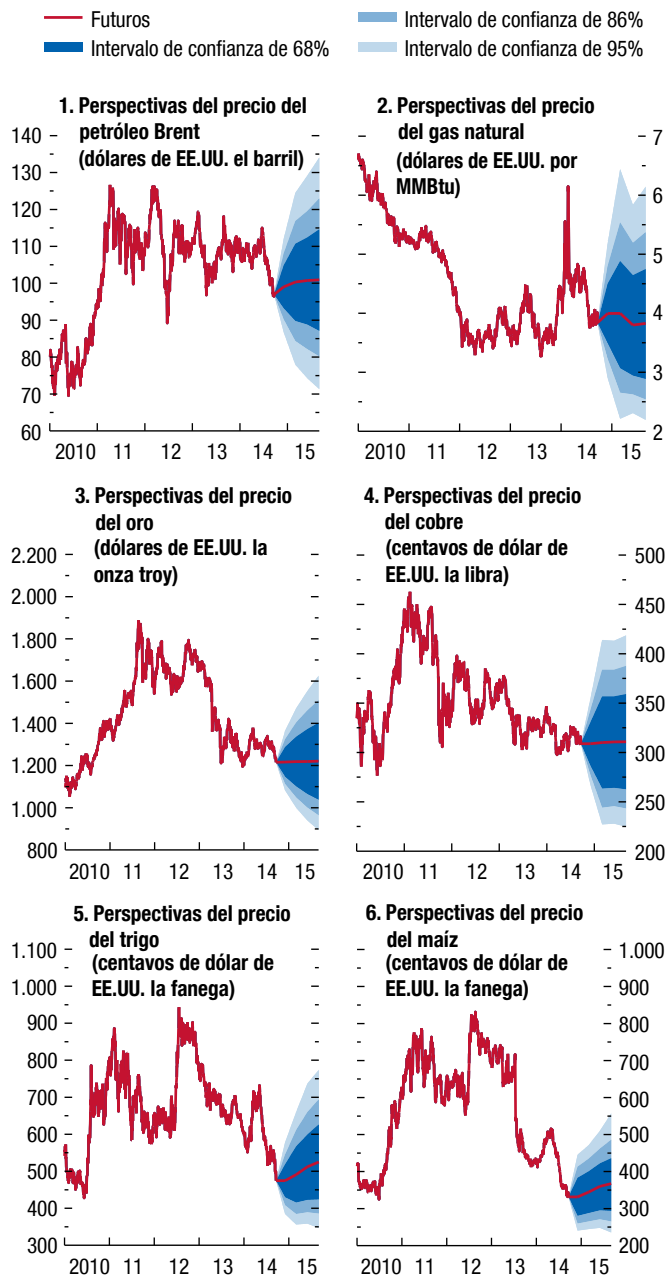 Futuros
Intervalo de confianza de 68%
Intervalo de confianza de 86%
Intervalo de confianza de 95%
1. Perspectivas del precio del
petróleo Brent
(dólares de EE.UU. el barril)
140
130
120
110
100
90
80
70
60
2010 11 12 13 14 15
2. Perspectivas del precio
del gas natural
(dólares de EE.UU. por
MMBtu)
7
6
5
4
3
2
2010 11 12 13 14 15
3. Perspectivas del precio
del oro
(dólares de EE.UU. la
onza troy)
2.200
2.000
1.800
1.600
1.400
1.200
1.000
800
2010 11 12 13 14 15
4. Perspectivas del precio
del cobre
(centavos de dólar de
EE.UU. la libra)
500
450
400
350
300
250
200
2010 11 12 13 14 15
5. Perspectivas del precio
del trigo
(centavos de dólar de
EE.UU. la fanega)
1.100
1.000
900
800
700
600
500
400
300
2010 11 12 13 14 15
6. Perspectivas del precio
del maíz
(centavos de dólar de
EE.UU. la fanega)
1.000
900
800
700
600
500
400
300
200
2010 11 12 13 14 15